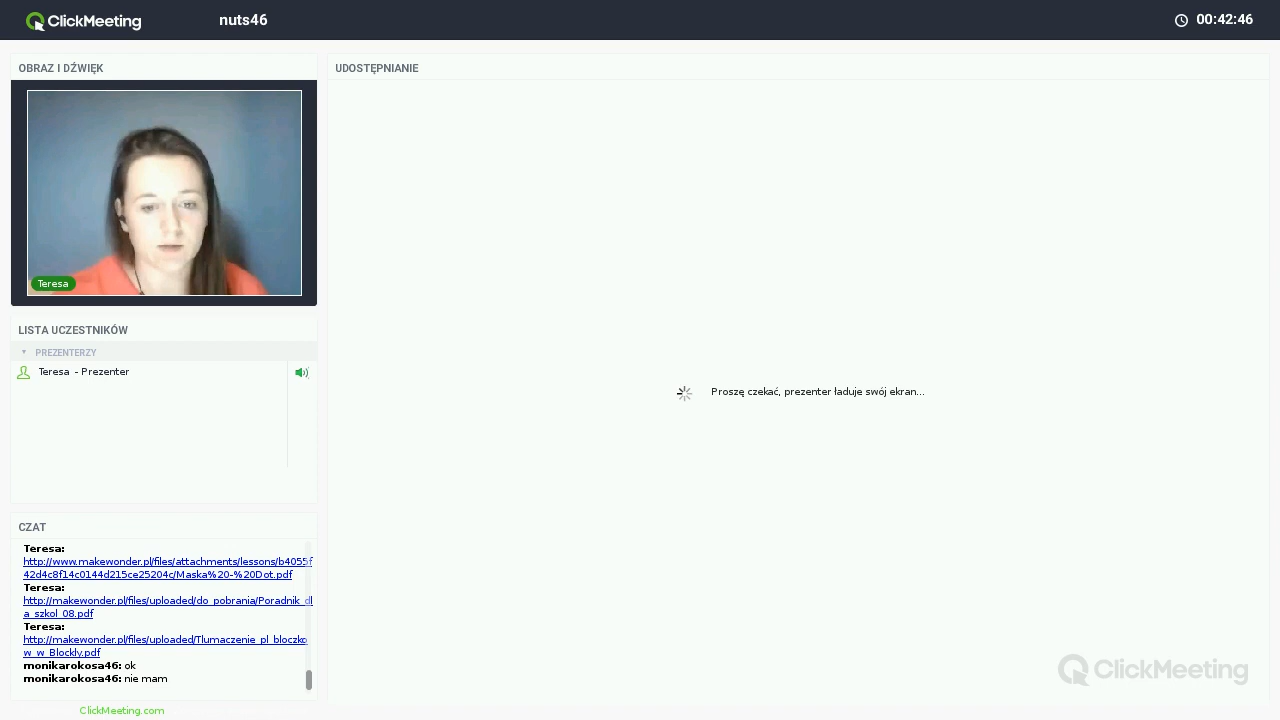 ClickMeeting
nuts46
00:42:46
OBRAZ I DŹWIĘK
Teresa
LISTA UCZESTNIKÓW
PREZENTERZY
Teresa - Prezenter
CZAT
Teresa:
http://www.makewonder.pl/files/attachments/lessons/b4055f
42d4c8f14c0144d215ce25204c/Maska%20-%20Dot.pdf
Teresa:
http://makewonder.pl/files/uploaded/do_pobrania/Poradnik_dl
a_szkol_08.pdf
Teresa:
http://makewonder.pl/files/uploaded/Tlumaczenie_pl_bloczko
w_w_Blockly.pdf
monikarokosa46: ok
monikarokosa46: nie mam
ClickMeeting.com
UDOSTĘPNIANIE
Proszę czekać, prezenter ładuje swój ekran...
ClickMeeting